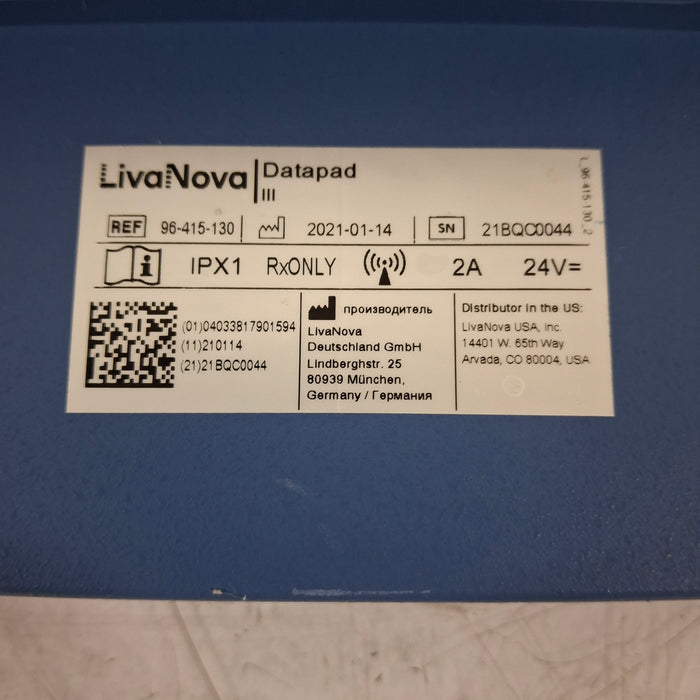 LivaNova Datapad
III
REF 96-415-130 2021-01-14 SN 21BQC0044
L_96 415 130_2
IPX1 RxONLY 2A 24V=
(01)04033817901594
(11)210114
(21)21BQC0044
производитель
LivaNova
Deutschland GmbH
Lindberghstr. 25
80939 München,
Germany / Германия
Distributor in the US:
LivaNova USA, Inc.
14401 W. 65th Way
Arvada, CO 80004, USA